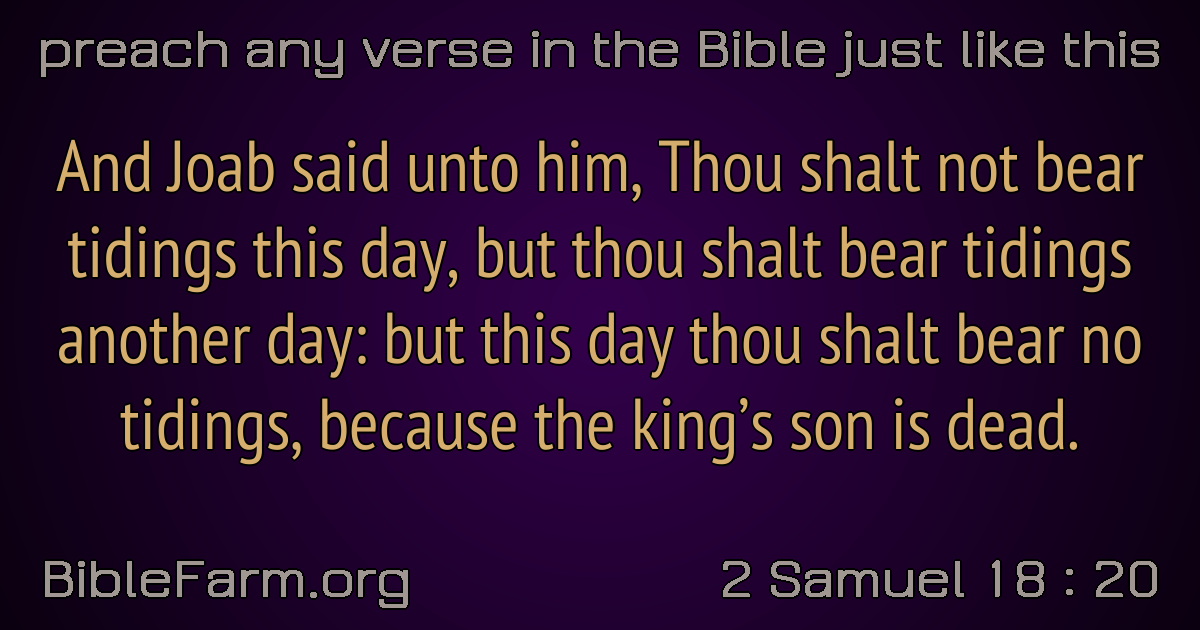 preach any verse in the Bible just like this
And Joab said unto him, Thou shalt not bear
tidings this day, but thou shalt bear tidings
another day: but this day thou shalt bear no
tidings, because the king’s son is dead.
BibleFarm.org
2 Samuel 18 : 20